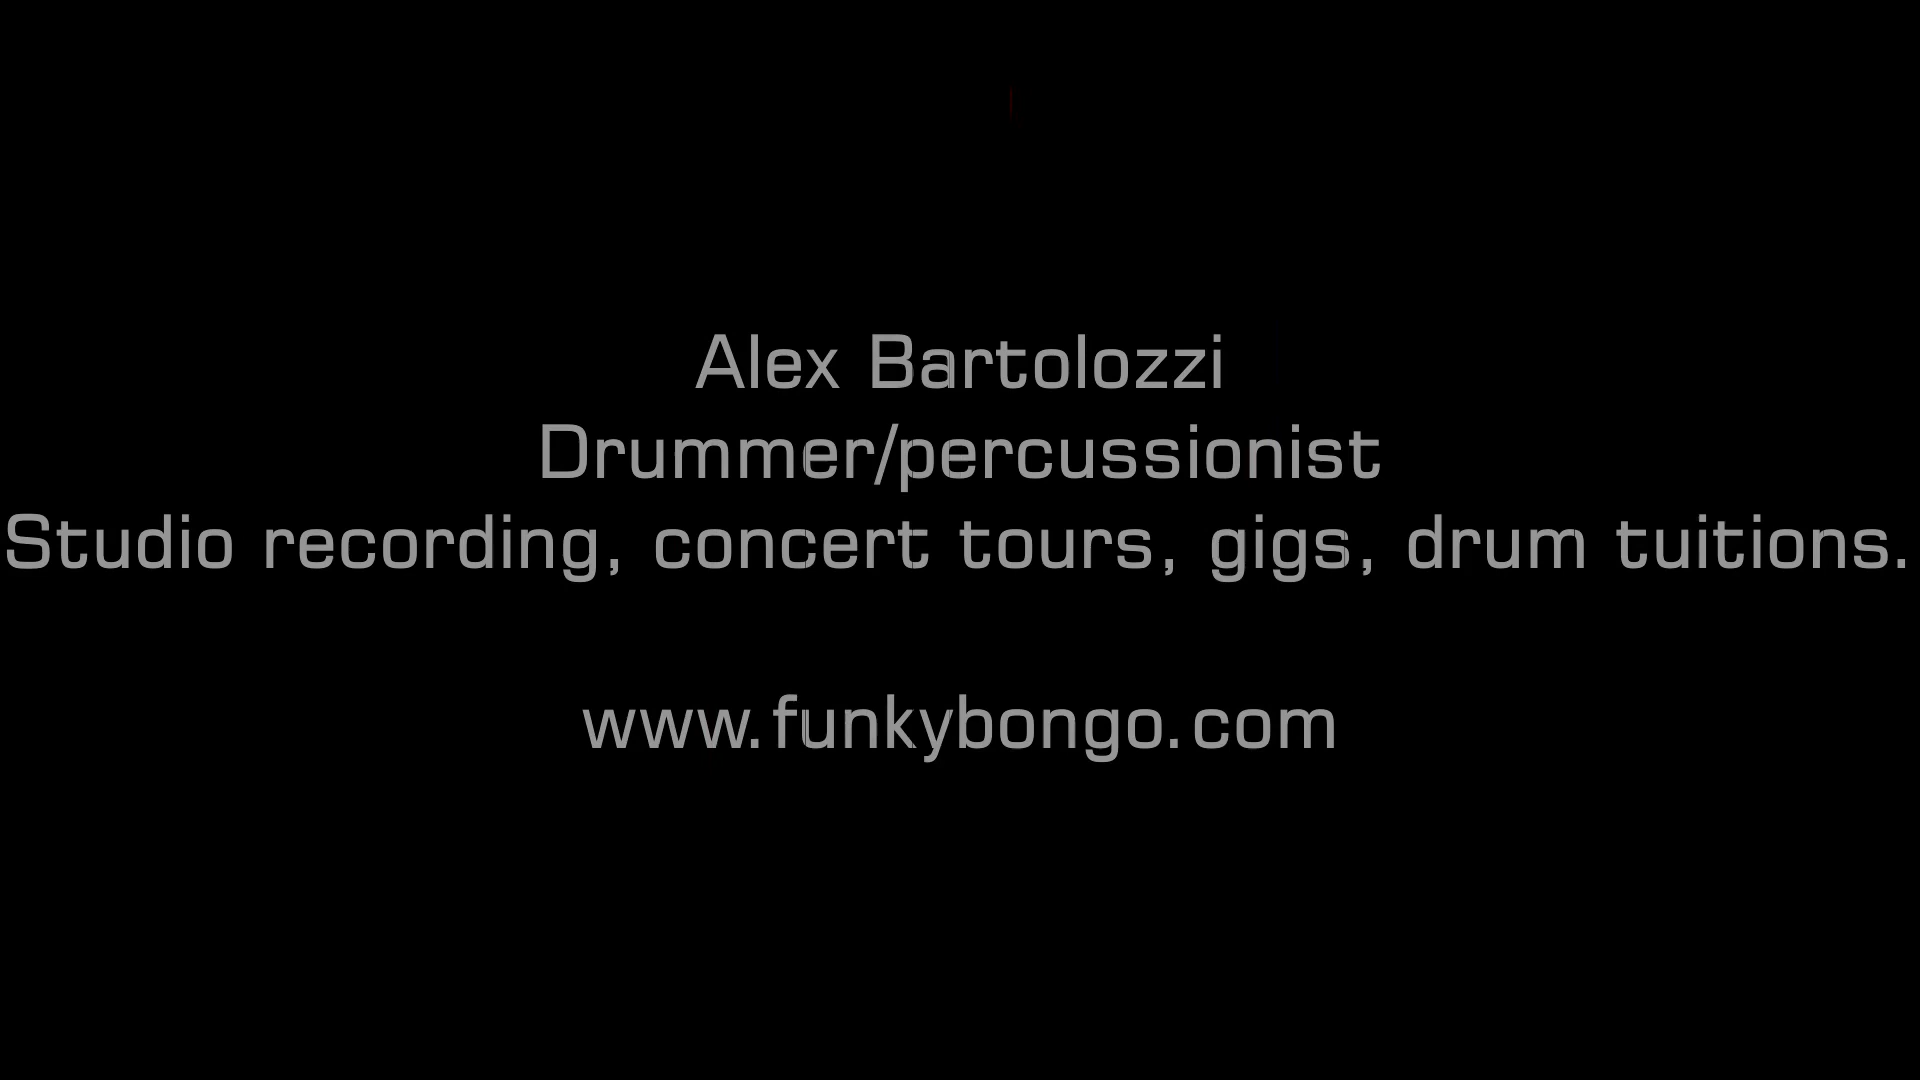 Alex Bartolozzi
Drummer/percussionist
Studio recording, concert tours, gigs, drum tuitions.
www.funkybongo.com